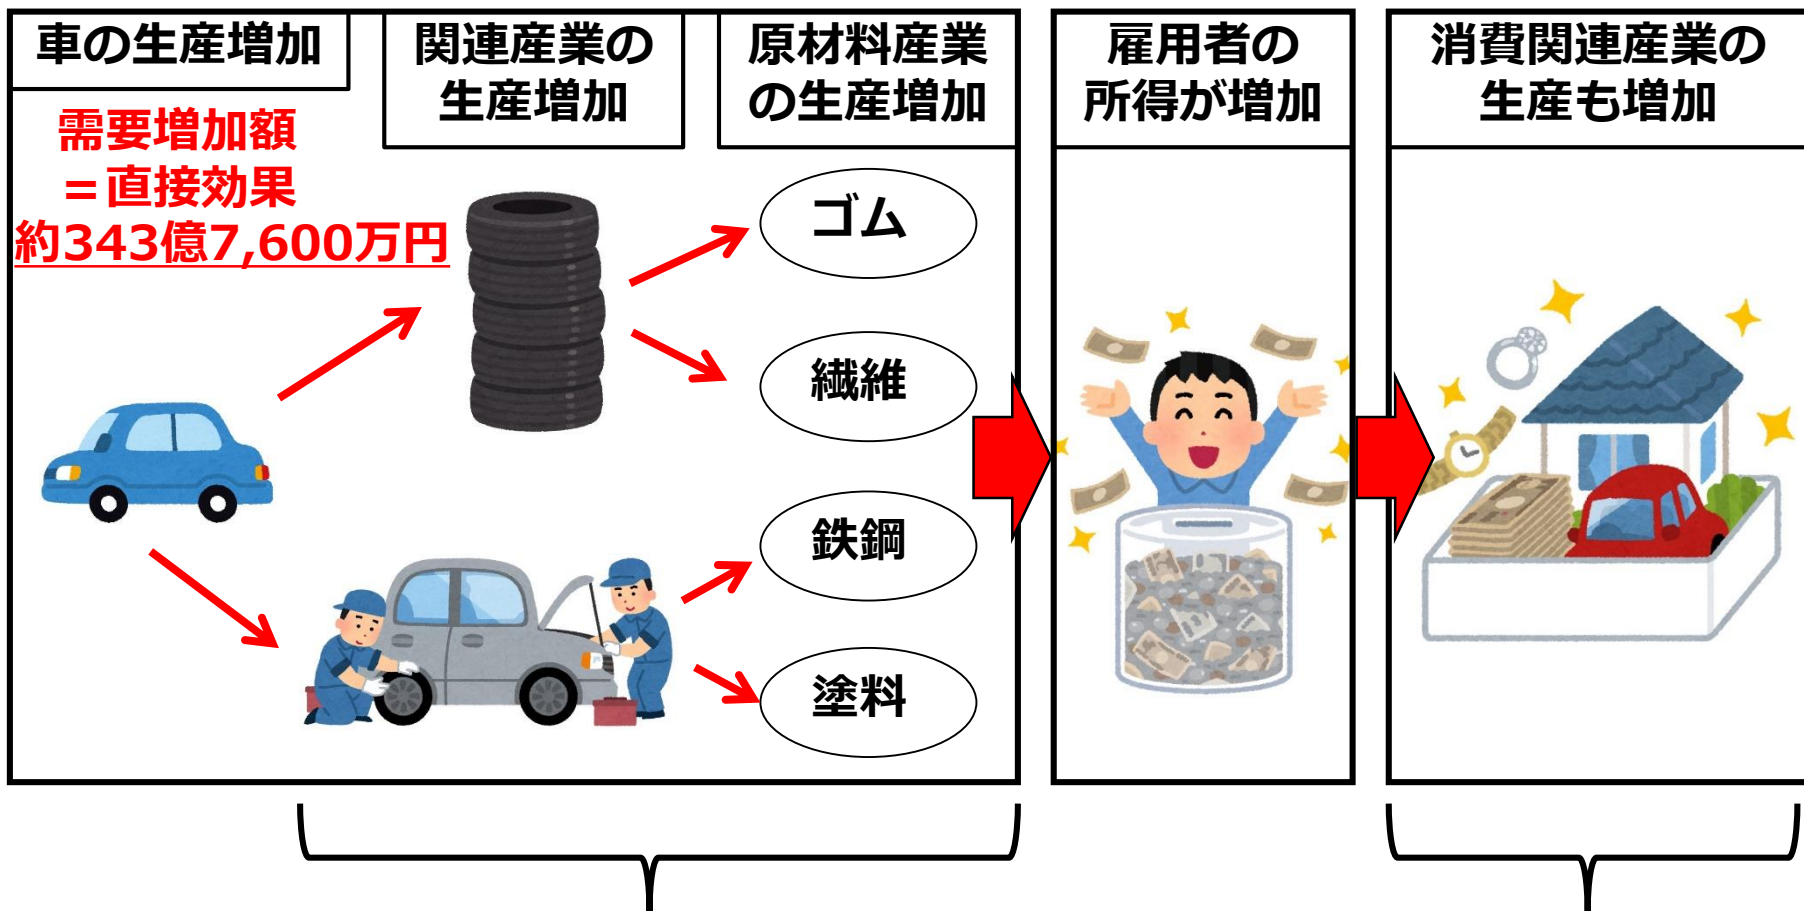 車の生産増加
需要増加額
＝直接効果
約343億7,600万円
関連産業の
生産増加
原材料産業
の生産増加
ゴム
繊維
鉄鋼
塗料
雇用者の
所得が増加
消費関連産業の
生産も増加